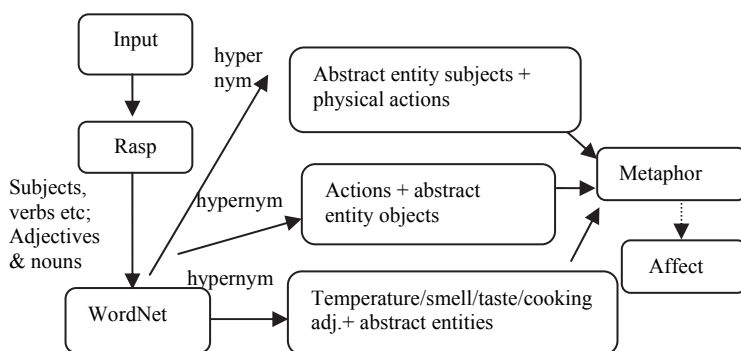 Input
Rasp
Subjects,
verbs etc;
Adjectives
& nouns
WordNet
hyper
nym
hypernym
hypernym
Abstract entity subjects +
physical actions
Actions + abstract
entity objects
Temperature/smell/taste/cooking
adj.+ abstract entities
Metaphor
Affect